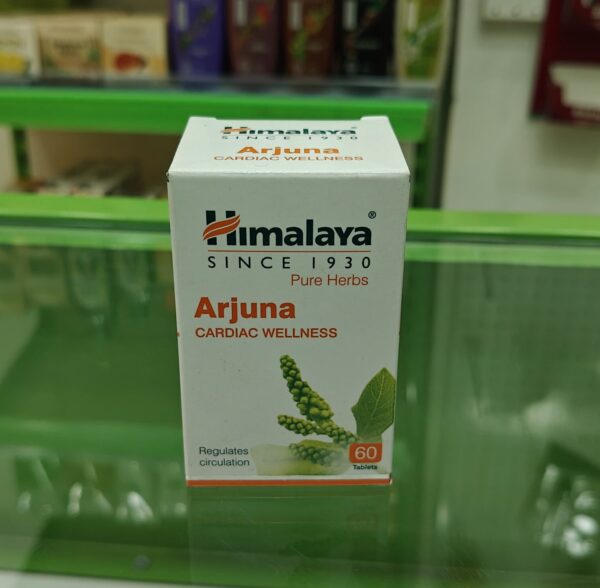 Himalaya
SINCE 1930
Arjuna
CARDIAC WELLNESS
Himalaya®
SINCE 1930
Pure Herbs
Arjuna
CARDIAC WELLNESS
Regulates
circulation
60
Tablets